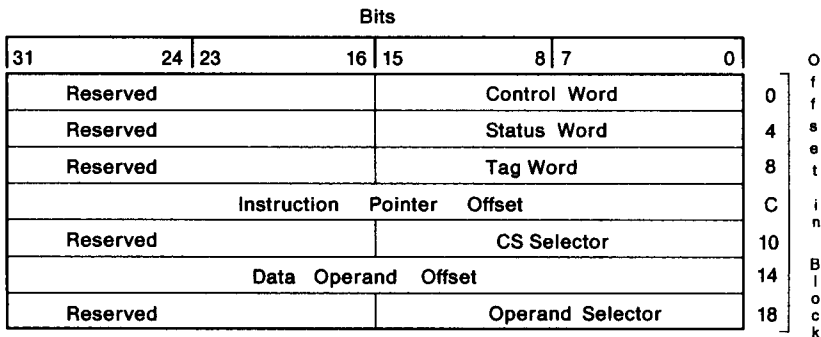 Bits
31 24 23 16 15 8 7 0
Reserved Control Word 0
Reserved Status Word 4
Reserved Tag Word 8
Instruction Pointer Offset C
Reserved CS Selector 10
Data Operand Offset 14
Reserved Operand Selector 18
Offset in Block